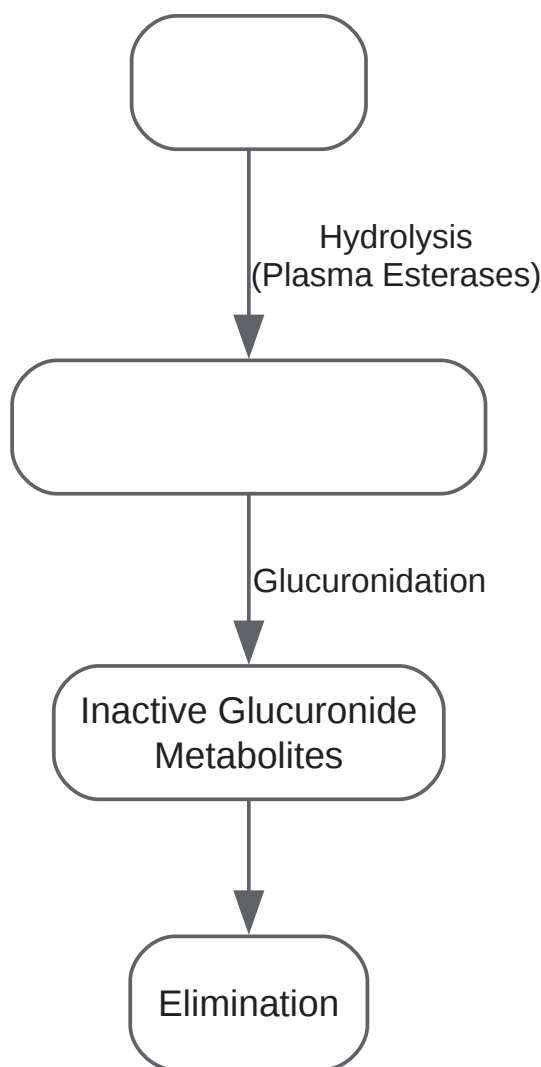 Hydrolysis
(Plasma Esterases)
Glucuronidation
Inactive Glucuronide
Metabolites
Elimination